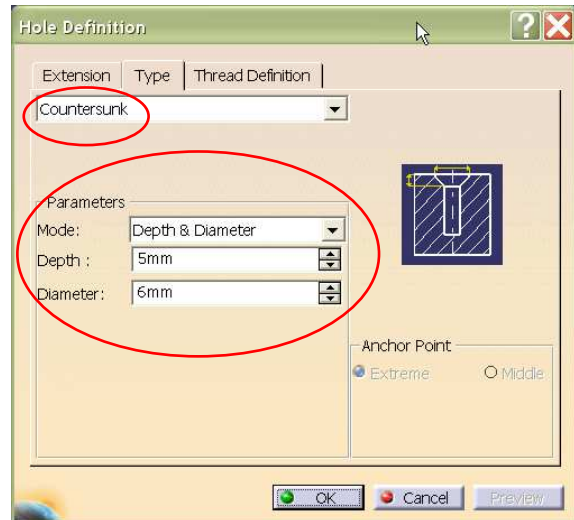 Hole Definition
?
Extension Type Thread Definition
Countersunk
Parameters
Mode: Depth & Diameter
Depth : 5mm
Diameter: 6mm
Anchor Point
Extreme Middle
OK Cancel Preview